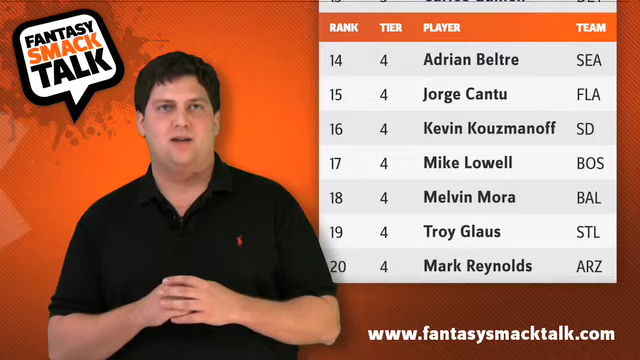 FANTASY
SMACK
TALK
RANK TIER PLAYER TEAM
14 4 Adrian Beltre SEA
15 4 Jorge Cantu FLA
16 4 Kevin Kouzmanoff SD
17 4 Mike Lowell BOS
18 4 Melvin Mora BAL
19 4 Troy Glaus STL
20 4 Mark Reynolds ARZ
www.fantasysmacktalk.com